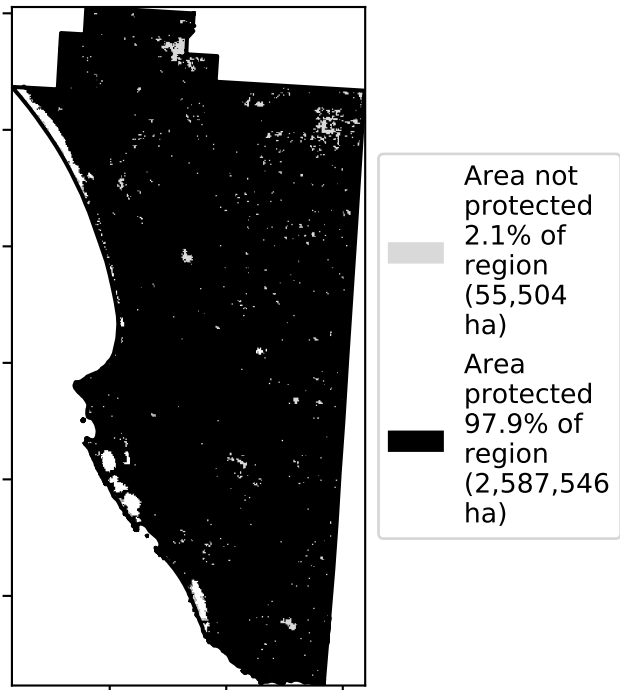 Area not
protected
2.1% of
region
(55,504
ha)
Area
protected
97.9% of
region
(2,587,546
ha)